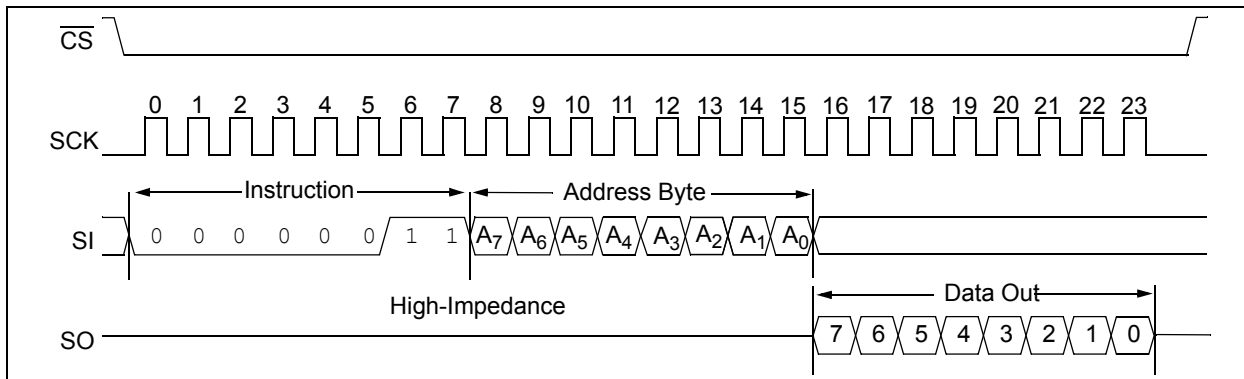 CS
0 1 2 3 4 5 6 7 8 9 10 11 12 13 14 15 16 17 18 19 20 21 22 23
SCK
Instruction Address Byte
SI 0 0 0 0 0 0 1 1 A7 A6 A5 A4 A3 A2 A1 A0
High-Impedance Data Out
SO 7 6 5 4 3 2 1 0